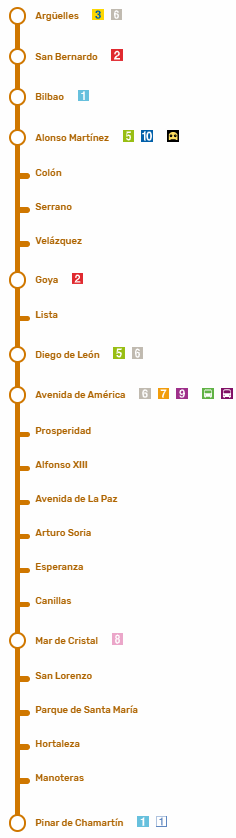 Argüelles 3 6
San Bernardo 2
Bilbao 1
Alonso Martínez 5 10
Colón
Serrano
Velázquez
Goya 2
Lista
Diego de León 5 6
Avenida de América 6 7 9
Prosperidad
Alfonso XIII
Avenida de La Paz
Arturo Soria
Esperanza
Canillas
Mar de Cristal 8
San Lorenzo
Parque de Santa María
Hortaleza
Manoteras
Pinar de Chamartín 1 1